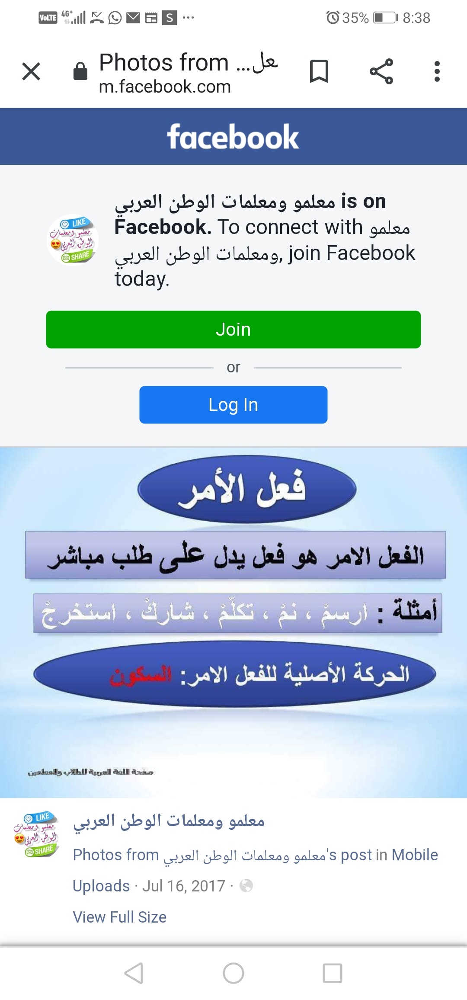 VoLTE 4G+ S ... 35% 8:38
Photos from ...عل
m.facebook.com
facebook
معلمو ومعلمات الوطن العربي is on
Facebook. To connect with معلمو
ومعلمات الوطن العربي, join Facebook
today.
LIKE
معلمو ومعلمات
الوطن العربي
SHARE
Join
or
Log In
فعل الأمر
الفعل الامر هو فعل يدل على طلب مباشر
أمثلة : ارسمْ ، نمْ ، تكلّمْ ، شاركْ ، استخرجْ
الحركة الأصلية للفعل الامر: السكون
صفحة اللغة العربية للطلاب والمعلمين
LIKE
معلمو ومعلمات
الوطن العربي
SHARE
معلمو ومعلمات الوطن العربي
Photos from معلمو ومعلمات الوطن العربي's post in Mobile
Uploads · Jul 16, 2017 ·
View Full Size